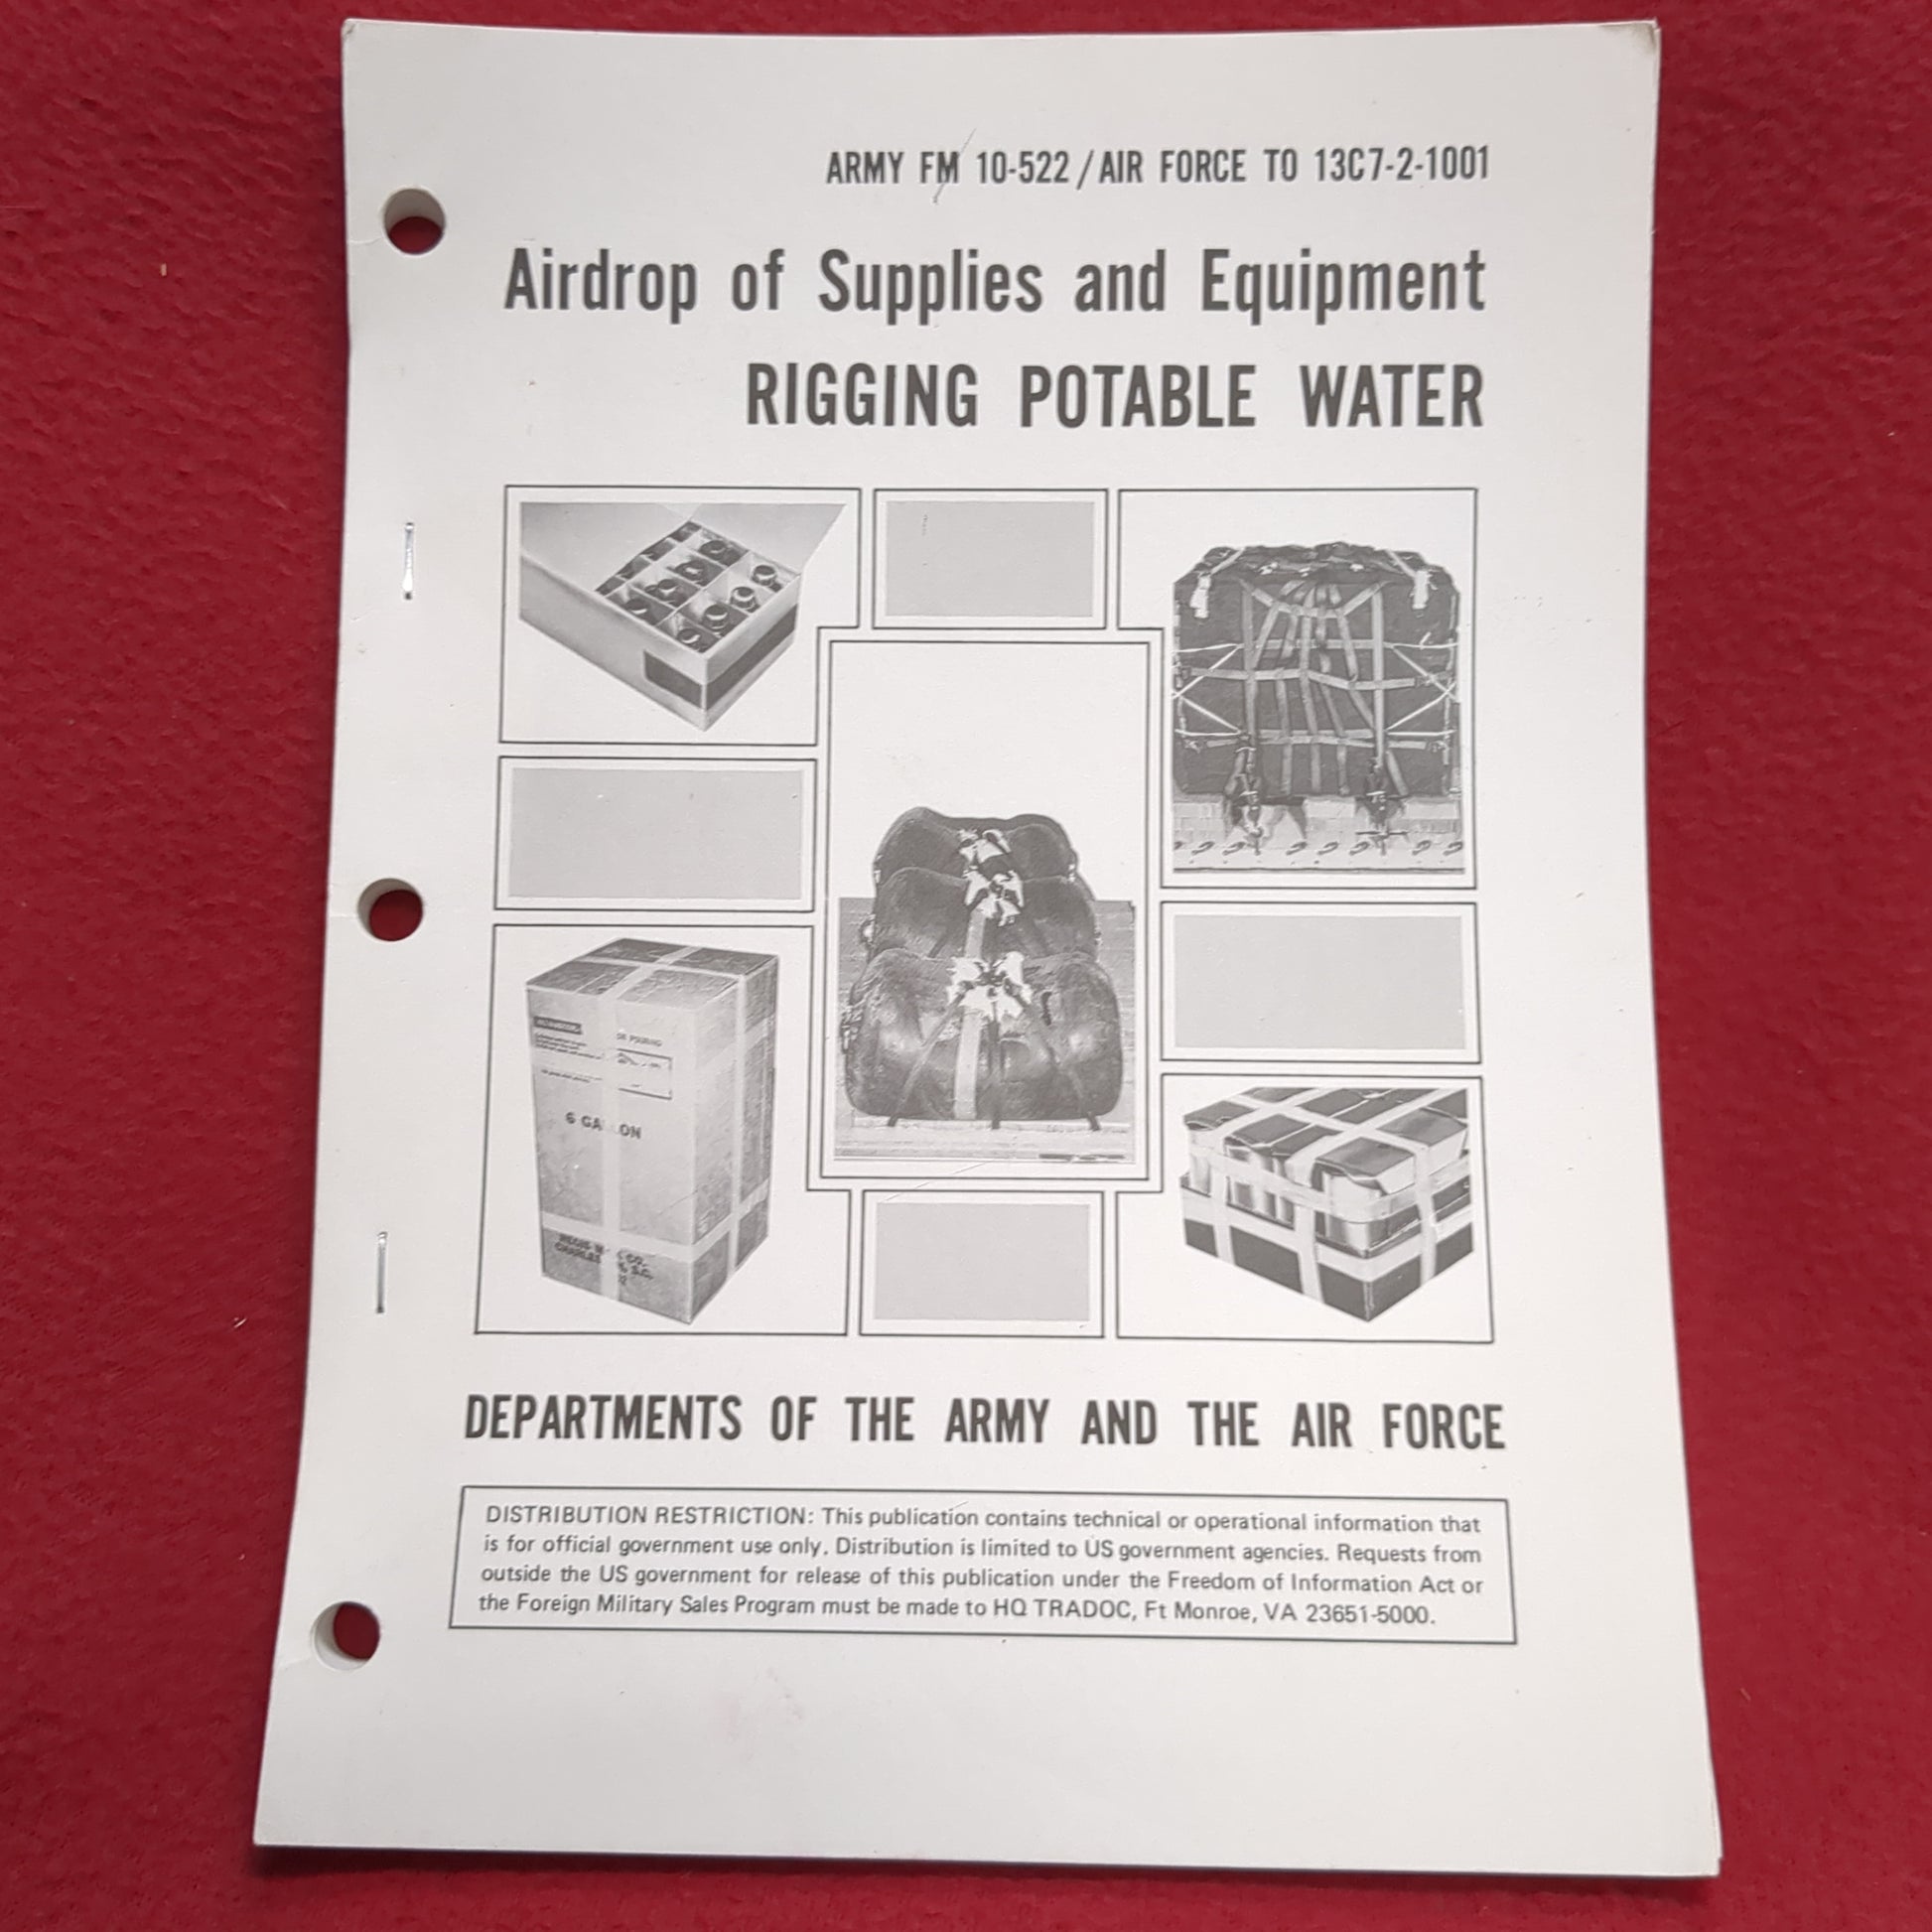 ARMY FM 10-522 / AIR FORCE TO 13C7-2-1001
Airdrop of Supplies and Equipment
RIGGING POTABLE WATER
6 GA ON
DEPARTMENTS OF THE ARMY AND THE AIR FORCE
DISTRIBUTION RESTRICTION: This publication contains technical or operational information that
is for official government use only. Distribution is limited to US government agencies. Requests from
outside the US government for release of this publication under the Freedom of Information Act or
the Foreign Military Sales Program must be made to HQ TRADOC, Ft Monroe, VA 23651-5000.